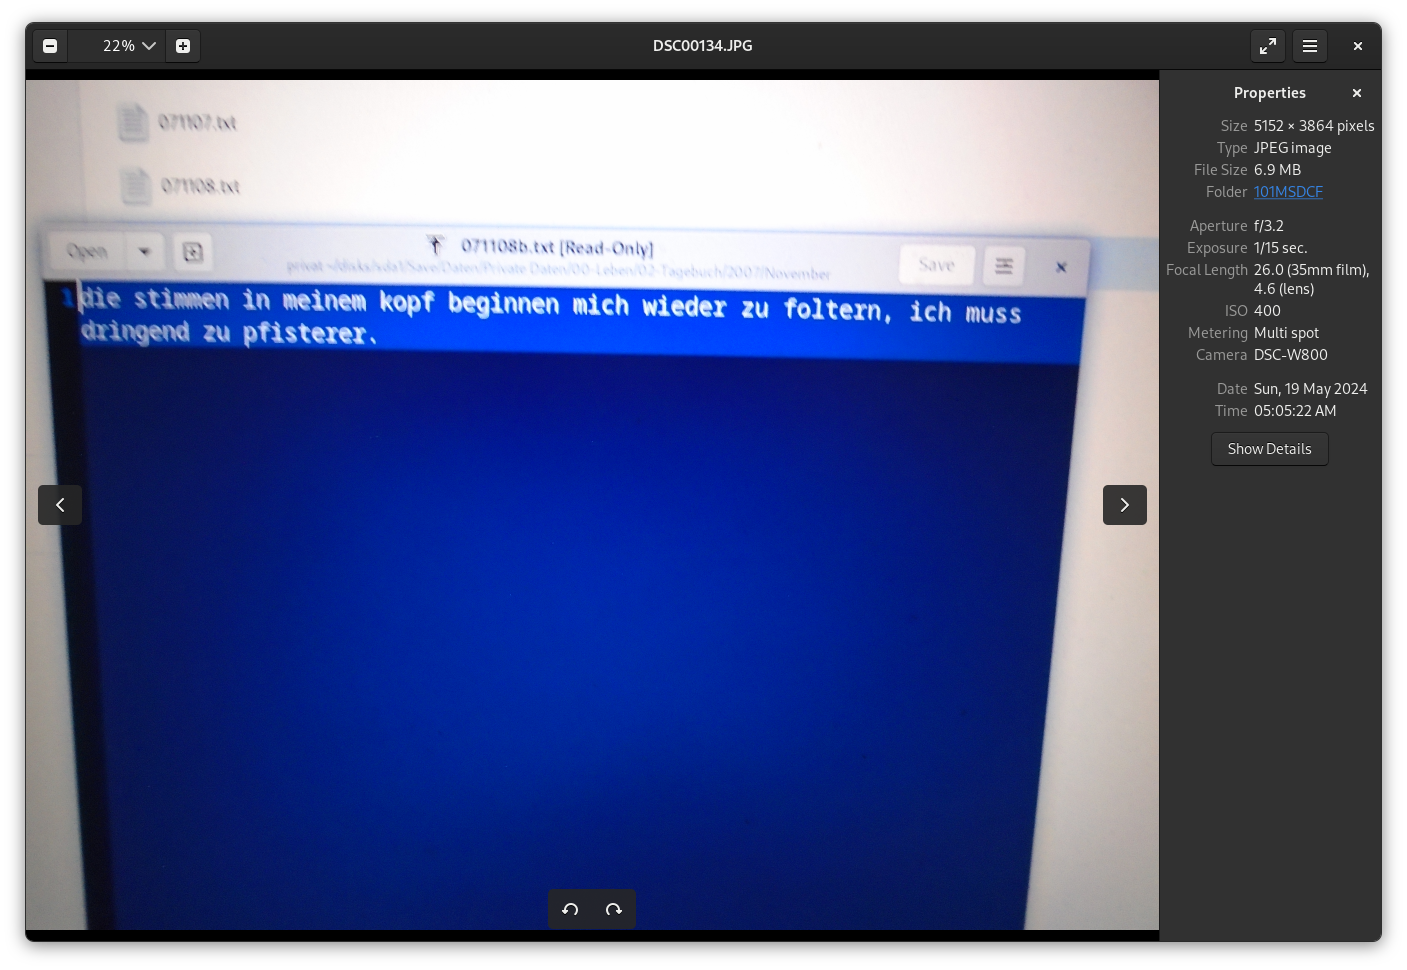 22%
DSC00134.JPG
Properties
Size 5152 × 3864 pixels
Type JPEG image
File Size 6.9 MB
Folder 101MSDCF
Aperture f/3.2
Exposure 1/15 sec.
Focal Length 26.0 (35mm film),
4.6 (lens)
ISO 400
Metering Multi spot
Camera DSC-W800
Date Sun, 19 May 2024
Time 05:05:22 AM
Show Details
071107.txt
071108.txt
Open
071108b.txt [Read-Only]
private ~/disks/sda1/Save/Daten/Private Daten/00-Leben/02-Tagebuch/2007/November
Save
1 die stimmen in meinem kopf beginnen mich wieder zu foltern, ich muss
dringend zu pfisterer.